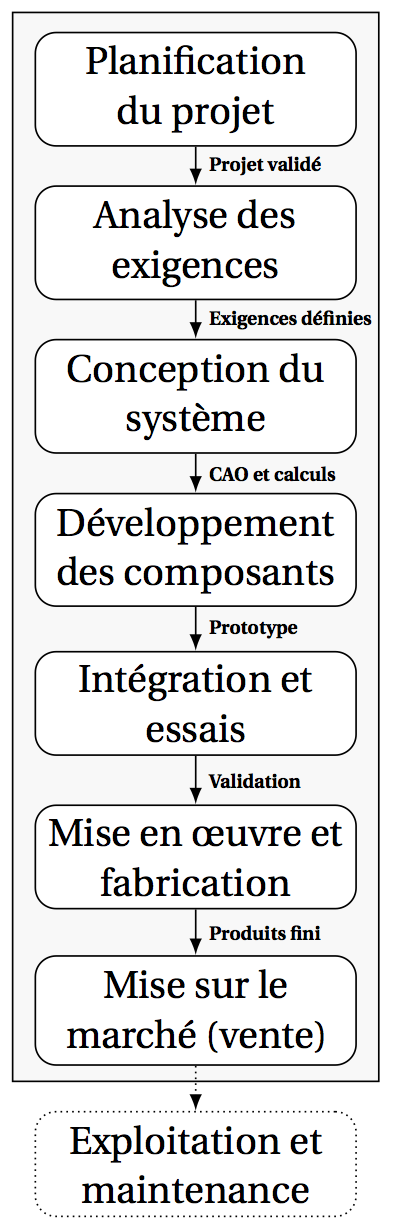 Planification
du projet
Projet validé
Analyse des
exigences
Exigences définies
Conception du
système
CAO et calculs
Développement
des composants
Prototype
Intégration et
essais
Validation
Mise en œuvre et
fabrication
Produits fini
Mise sur le
marché (vente)
Exploitation et
maintenance